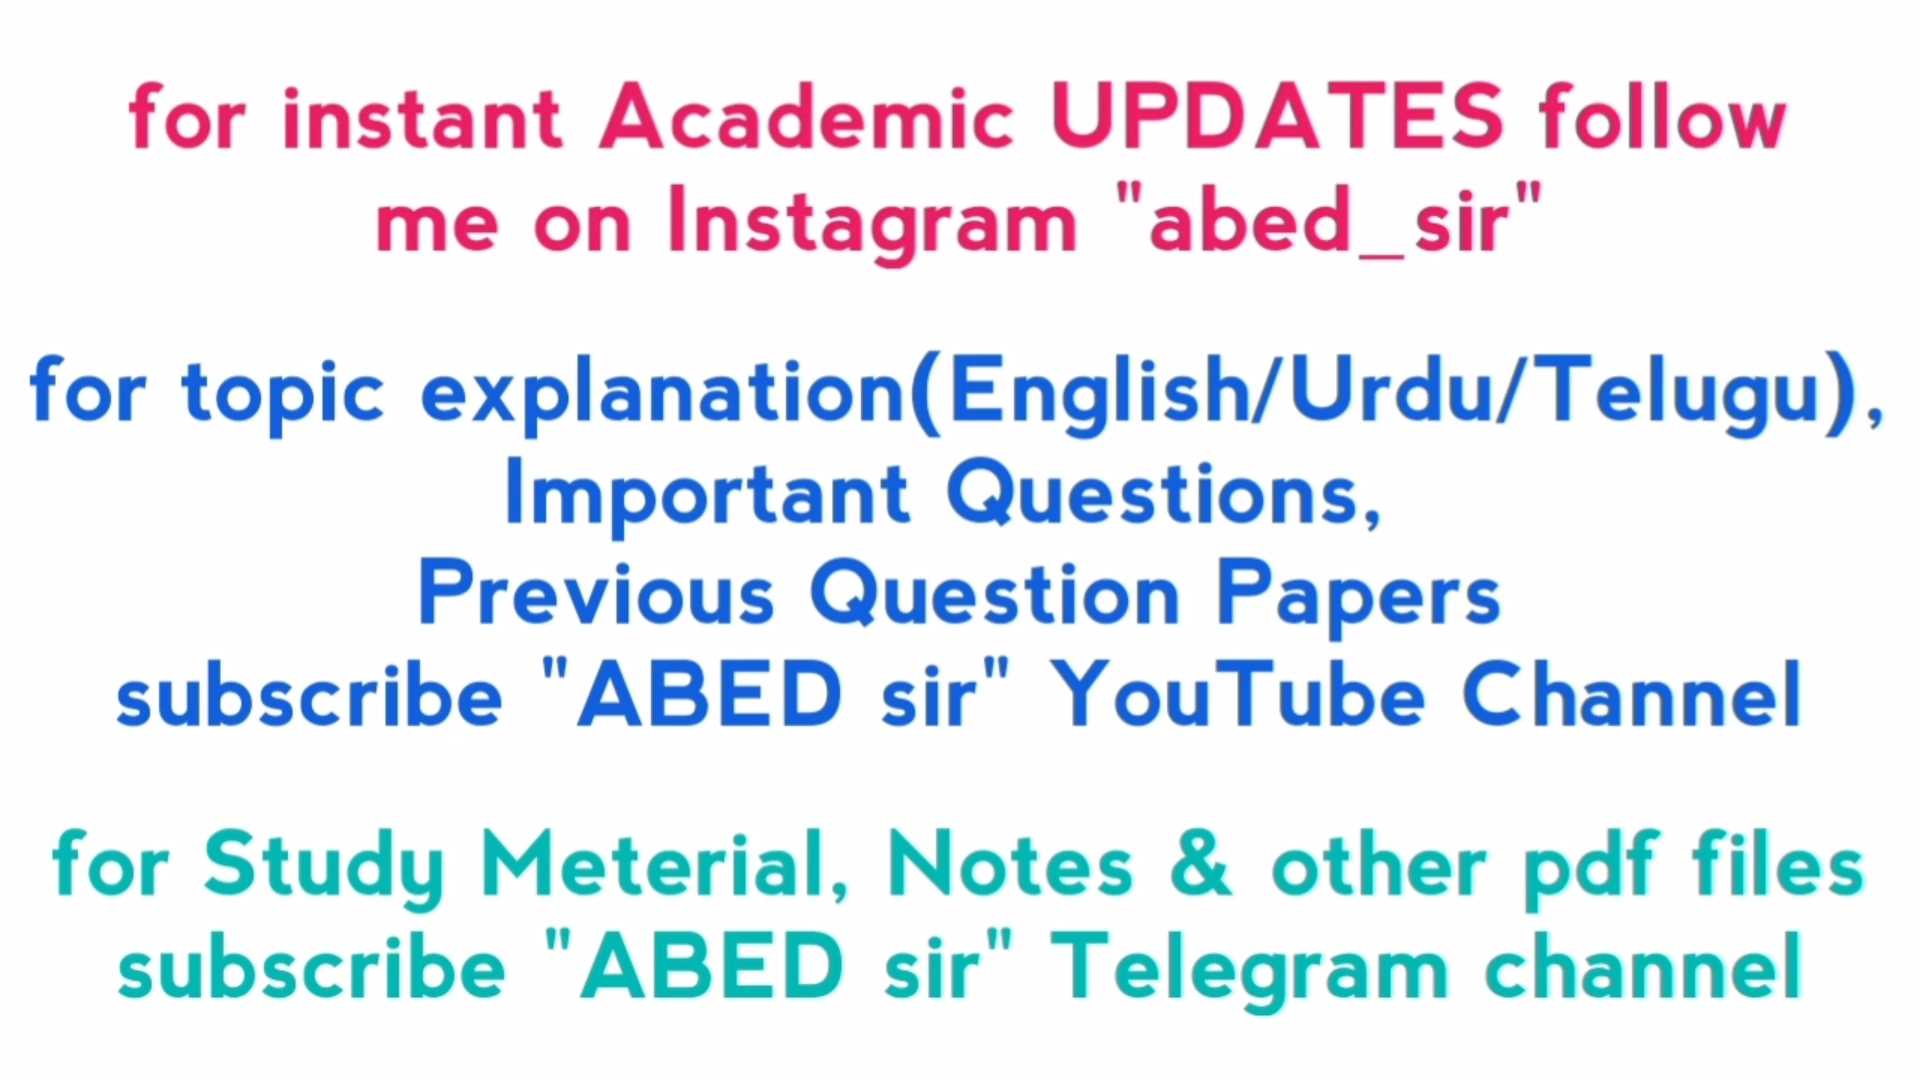 for instant Academic UPDATES follow
me on Instagram "abed_sir"
for topic explanation(English/Urdu/Telugu),
Important Questions,
Previous Question Papers
subscribe "ABED sir" YouTube Channel
for Study Meterial, Notes & other pdf files
subscribe "ABED sir" Telegram channel